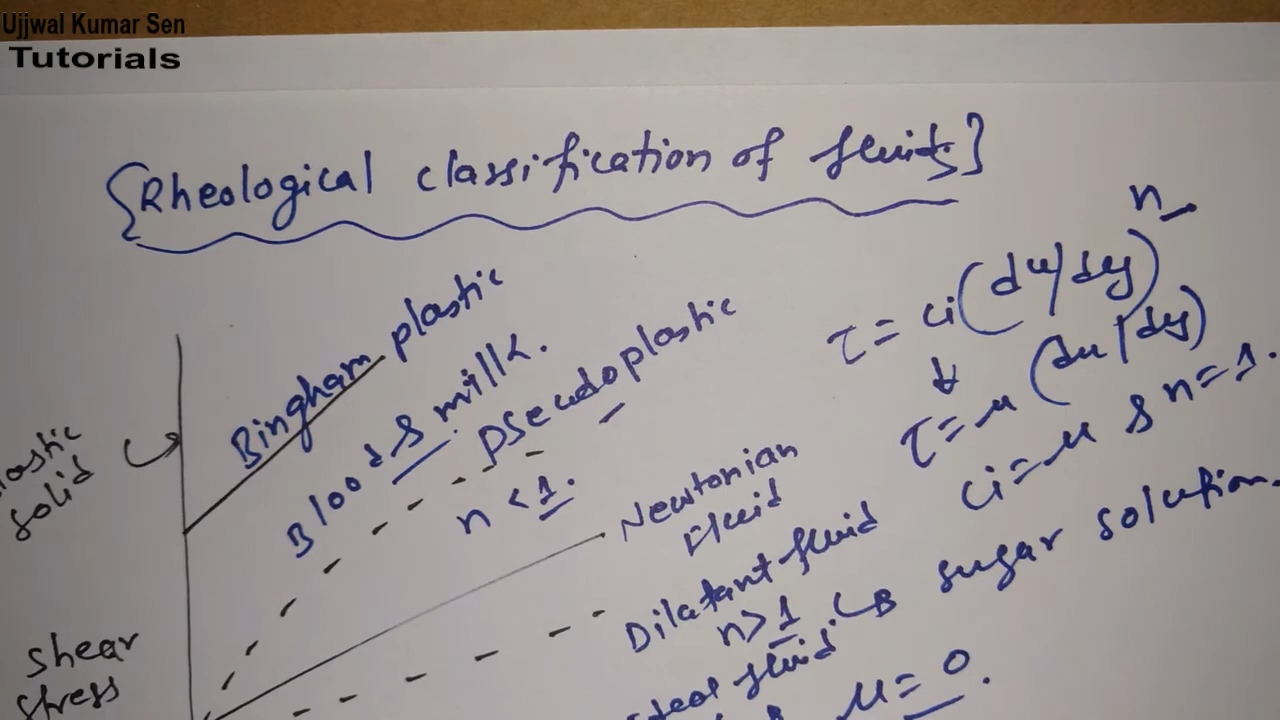 Ujjwal Kumar Sen
Tutorials
{Rheological classification of fluids}
Bingham plastic
Blood & milk.
Pseudoplastic
n < 1.
τ = ci (du/dy)^n
τ = μ (du/dy)
ci = μ & n = 1.
Newtonian
Fluid
Dilatant fluid
n > 1.
sugar solution.
fluid
μ = 0.
solid
shear
stress